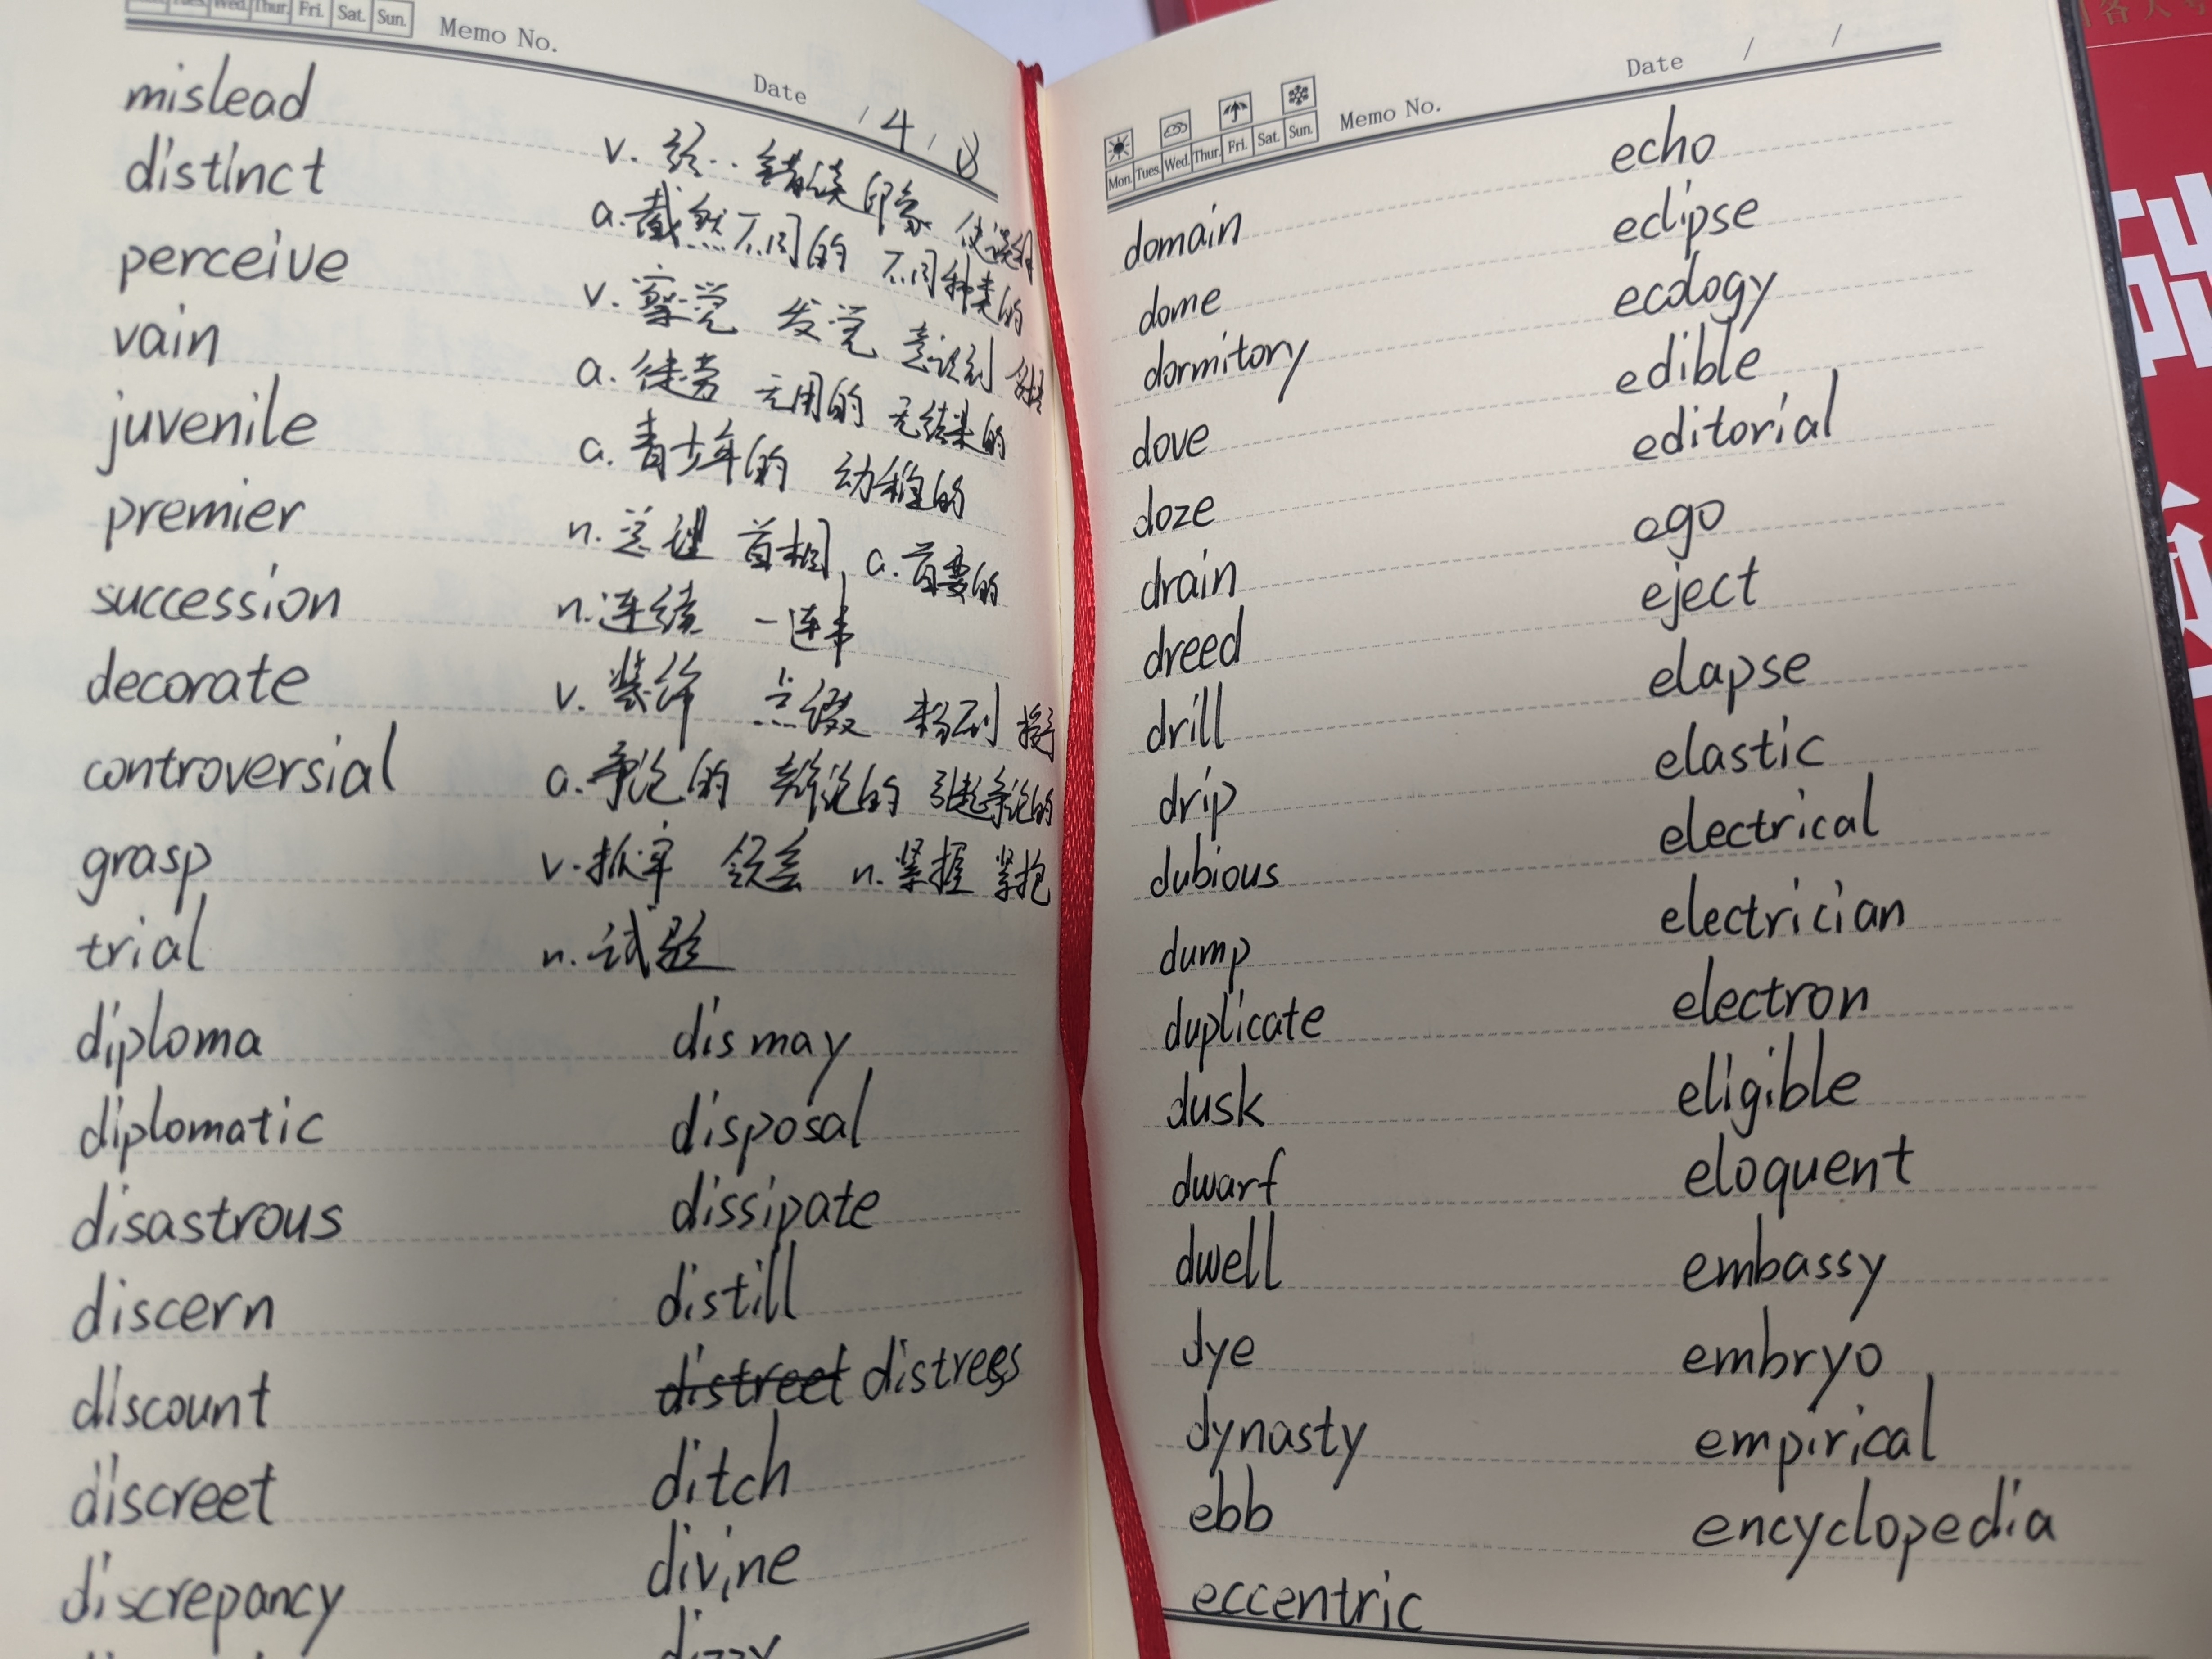 Tues. Wed. Thur. Fri. Sat. Sun. Memo No.
Date / 4 / 8
mislead v. 给.. 错误印象 使误解
distinct a. 截然不同的 不同种类的
perceive v. 察觉 发觉 意识到
vain a. 徒劳 无用的 无结果的
juvenile a. 青少年的 幼稚的
premier n. 总理 首相 a. 首要的
succession n. 连续 一连串
decorate v. 装饰 点缀 粉刷 授予
controversial a. 争论的 辩论的 引起争论的
grasp v. 抓牢 领会 n. 紧握 紧抱
trial n. 试题
diploma dismay
diplomatic disposal
disastrous dissipate
discern distill
discount distreet distress
discreet ditch
discrepancy divine
dizzy
Date / /
Mon. Tues. Wed. Thur. Fri. Sat. Sun. Memo No.
echo
domain eclipse
dome ecology
dormitory edible
dove editorial
doze ego
drain eject
dreed elapse
drill elastic
drip electrical
dubious electrician
dump electron
duplicate eligible
dusk eloquent
dwarf embassy
dwell embryo
dye empirical
dynasty encyclopedia
ebb
eccentric